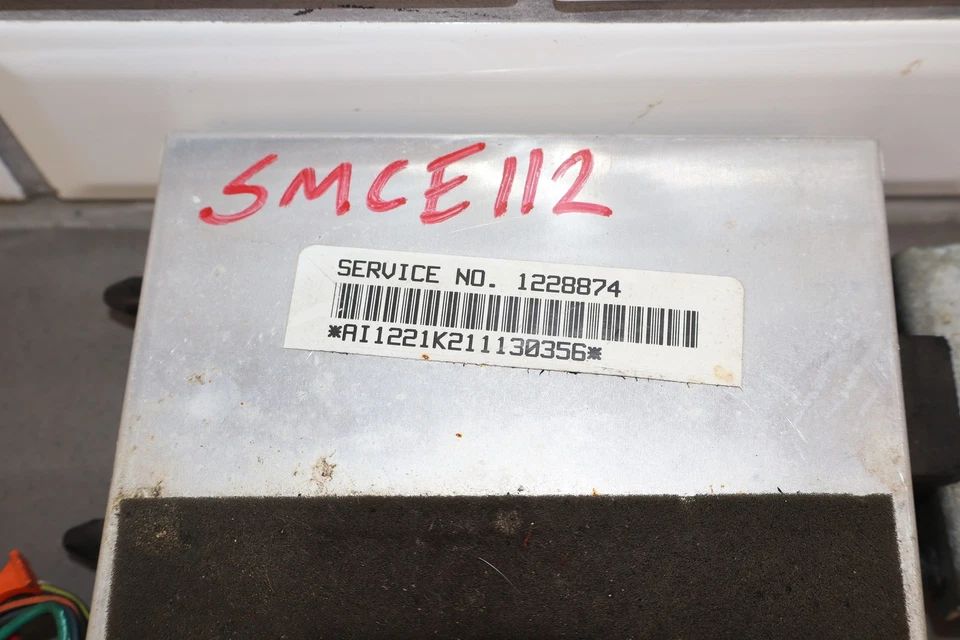 SMCE112
SERVICE NO. 1228874
*AI1221K211130356*